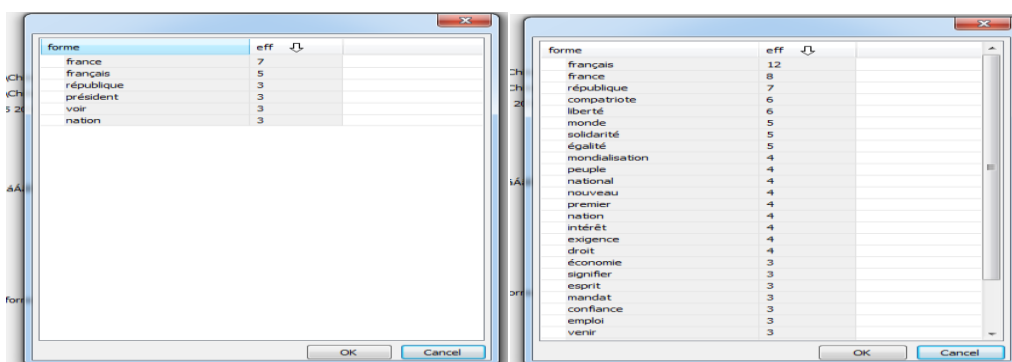 forme eff
france 7
français 5
république 3
président 3
voir 3
nation 3
OK Cancel
forme eff
français 12
france 8
république 7
compatriote 6
liberté 6
monde 5
solidarité 5
égalité 5
mondialisation 4
peuple 4
national 4
nouveau 4
premier 4
nation 4
intérêt 4
exigence 4
droit 4
économie 3
signifier 3
esprit 3
mandat 3
confiance 3
emploi 3
venir 3
OK Cancel